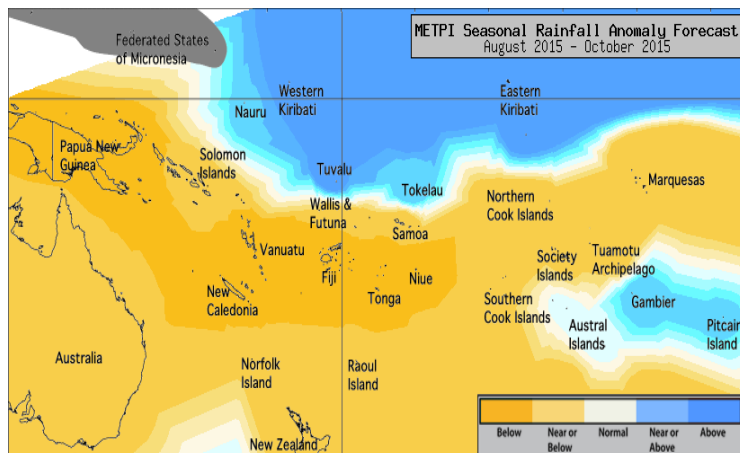 METPI Seasonal Rainfall Anomaly Forecast
August 2015 - October 2015
Federated States
of Micronesia
Western
Kiribati
Eastern
Kiribati
Nauru
Papua New
Guinea
Solomon
Islands
Tuvalu
Tokelau
Marquesas
Wallis &
Futuna
Northern
Cook Islands
Samoa
Vanuatu
Fiji
Niue
Society
Islands
Tuamotu
Archipelago
New
Caledonia
Tonga
Southern
Cook Islands
Gambier
Austral
Islands
Pitcairn
Island
Australia
Norfolk
Island
Raoul
Island
New Zealand
Below
Near or
Below
Normal
Near or
Above
Above